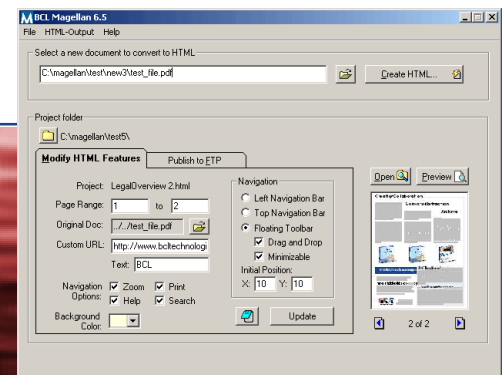 BCL Magellan 6.5
File HTML-Output Help
Select a new document to convert to HTML
C:\magellan\test\new3\test_file.pdf
Create HTML...
Project folder
C:\magellan\test5\
Modify HTML Features Publish to FTP
Open Preview
Project: LegalOverview 2.html
Page Range: 1 to 2
Original Doc: ../../test_file.pdf
Custom URL: http://www.bcltechnologi
Text: BCL
Navigation Options: Zoom Print
Help Search
Background Color:
Navigation
Left Navigation Bar
Top Navigation Bar
Floating Toolbar
Drag and Drop
Minimizable
Initial Position:
X: 10 Y: 10
Update
2 of 2